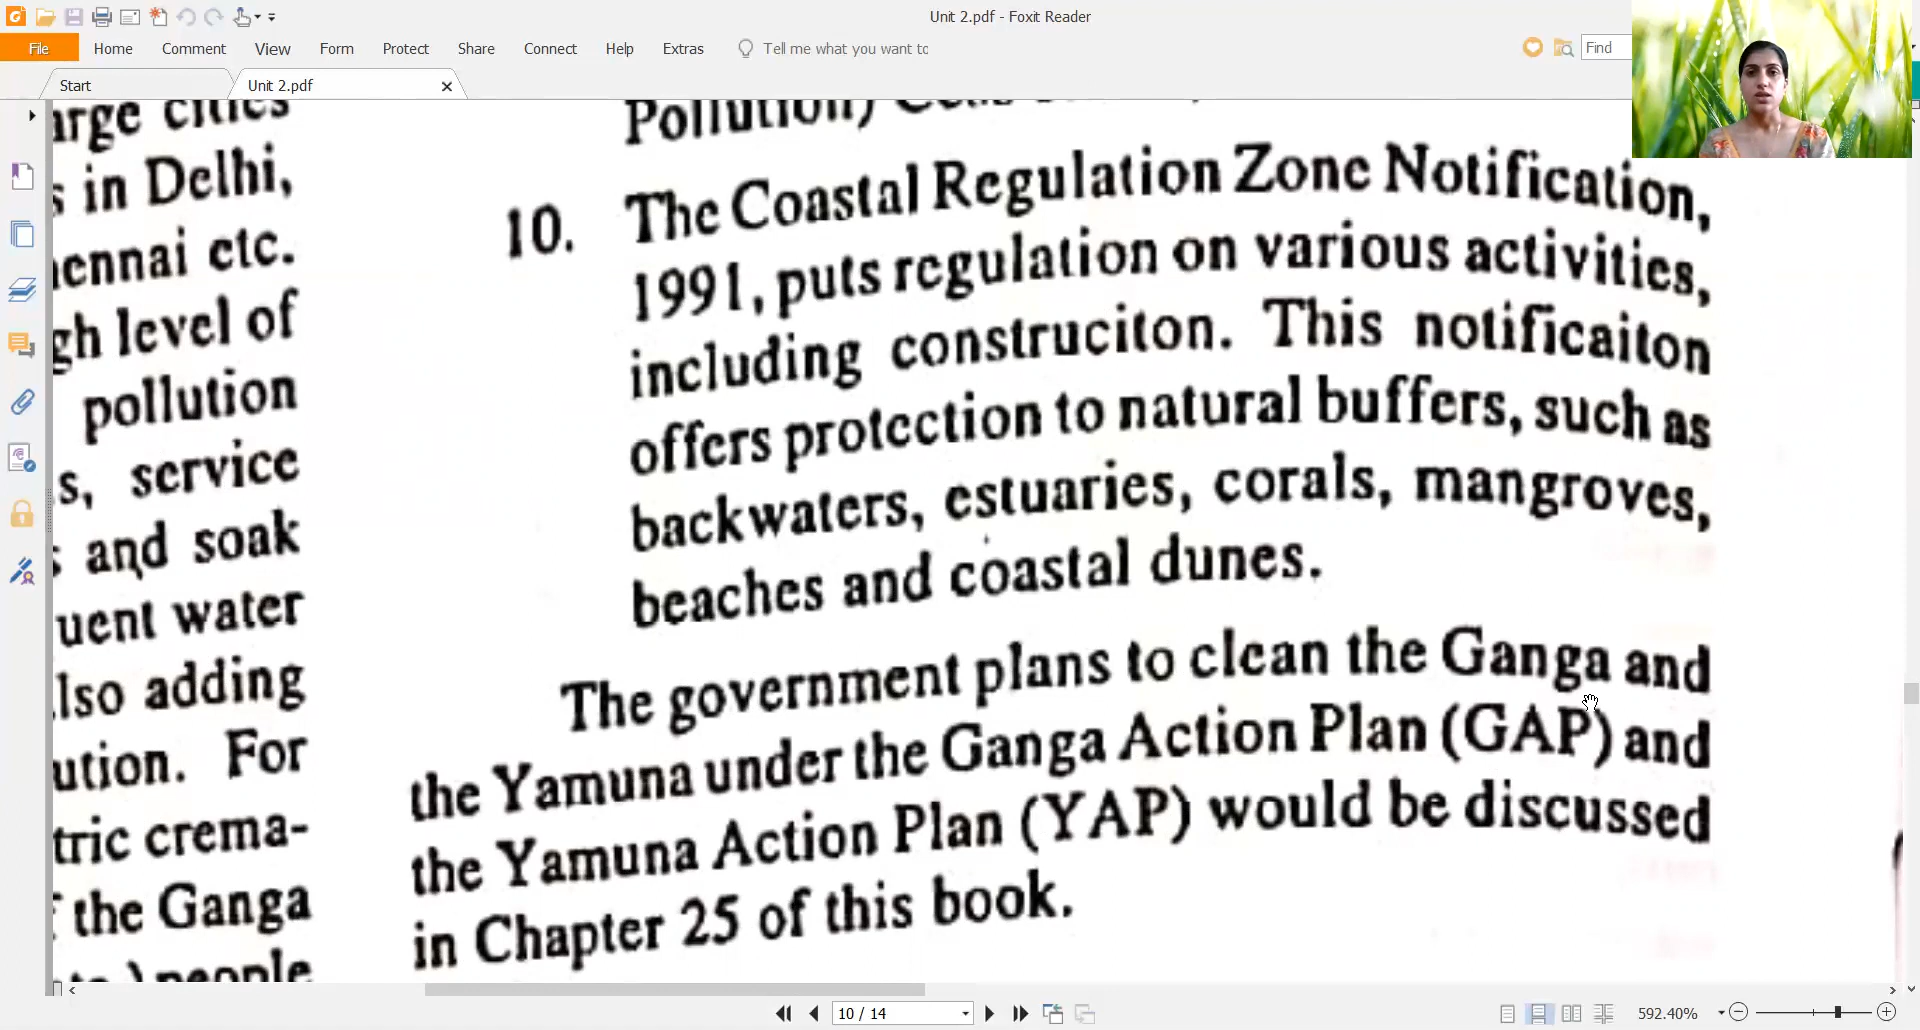 Unit 2.pdf - Foxit Reader
File Home Comment View Form Protect Share Connect Help Extras Tell me what you want to Find
Start Unit 2.pdf
arge cities
s in Delhi,
ennai etc.
gh level of
pollution
s, service
s and soak
uent water
lso adding
ution. For
tric crema-
f the Ganga
people
Pollution)
10. The Coastal Regulation Zone Notification,
1991, puts regulation on various activities,
including construciton. This notificaiton
offers protection to natural buffers, such as
backwaters, estuaries, corals, mangroves,
beaches and coastal dunes.
The government plans to clean the Ganga and
the Yamuna under the Ganga Action Plan (GAP) and
the Yamuna Action Plan (YAP) would be discussed
in Chapter 25 of this book.
10 / 14
592.40%